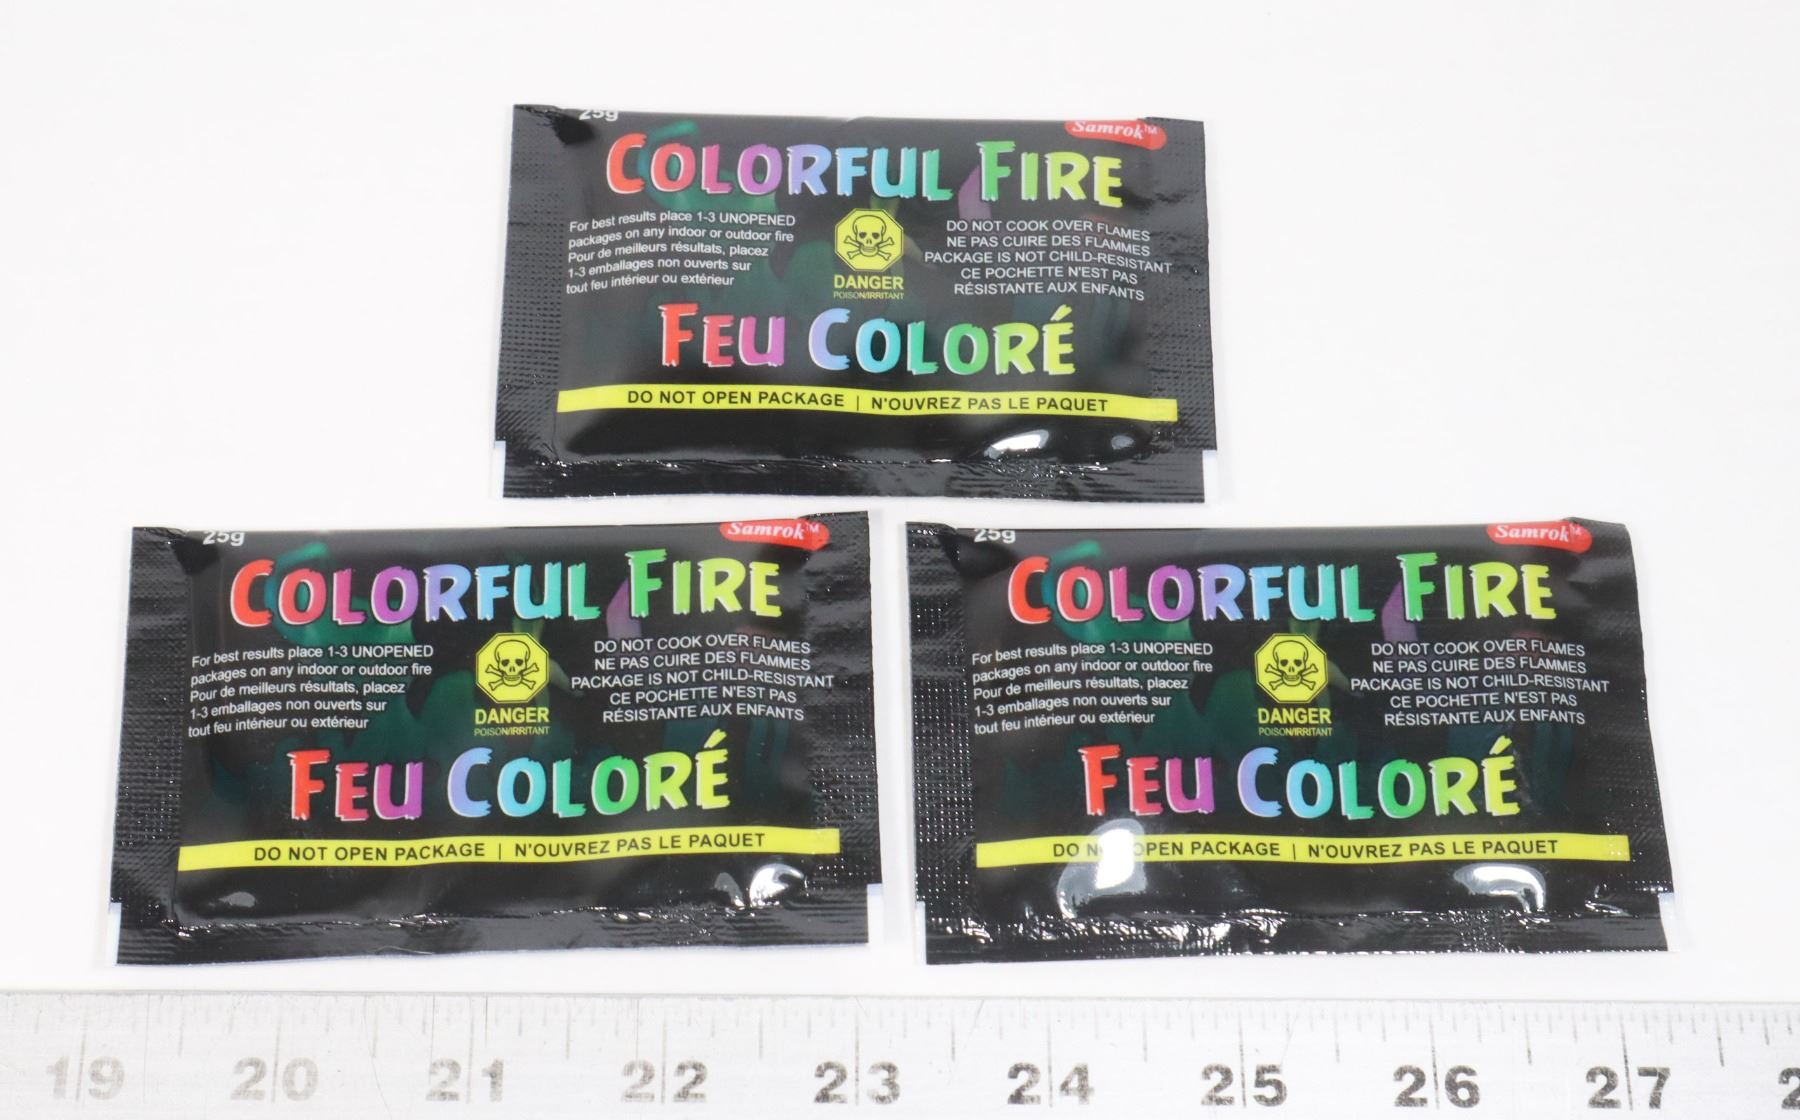 25g
Samrok™
COLORFUL FIRE
For best results place 1-3 UNOPENED
packages on any indoor or outdoor fire
Pour de meilleurs résultats, placez
1-3 emballages non ouverts sur
tout feu intérieur ou extérieur
DANGER
POISON/IRRITANT
DO NOT COOK OVER FLAMES
NE PAS CUIRE DES FLAMMES
PACKAGE IS NOT CHILD-RESISTANT
CE POCHETTE N'EST PAS
RÉSISTANTE AUX ENFANTS
FEU COLORÉ
DO NOT OPEN PACKAGE | N'OUVREZ PAS LE PAQUET
25g
Samrok™
COLORFUL FIRE
For best results place 1-3 UNOPENED
packages on any indoor or outdoor fire
Pour de meilleurs résultats, placez
1-3 emballages non ouverts sur
tout feu intérieur ou extérieur
DANGER
POISON/IRRITANT
DO NOT COOK OVER FLAMES
NE PAS CUIRE DES FLAMMES
PACKAGE IS NOT CHILD-RESISTANT
CE POCHETTE N'EST PAS
RÉSISTANTE AUX ENFANTS
FEU COLORÉ
DO NOT OPEN PACKAGE | N'OUVREZ PAS LE PAQUET
25g
Samrok™
COLORFUL FIRE
For best results place 1-3 UNOPENED
packages on any indoor or outdoor fire
Pour de meilleurs résultats, placez
1-3 emballages non ouverts sur
tout feu intérieur ou extérieur
DANGER
POISON/IRRITANT
DO NOT COOK OVER FLAMES
NE PAS CUIRE DES FLAMMES
PACKAGE IS NOT CHILD-RESISTANT
CE POCHETTE N'EST PAS
RÉSISTANTE AUX ENFANTS
FEU COLORÉ
DO NOT OPEN PACKAGE | N'OUVREZ PAS LE PAQUET
19 20 21 22 23 24 25 26 27 2